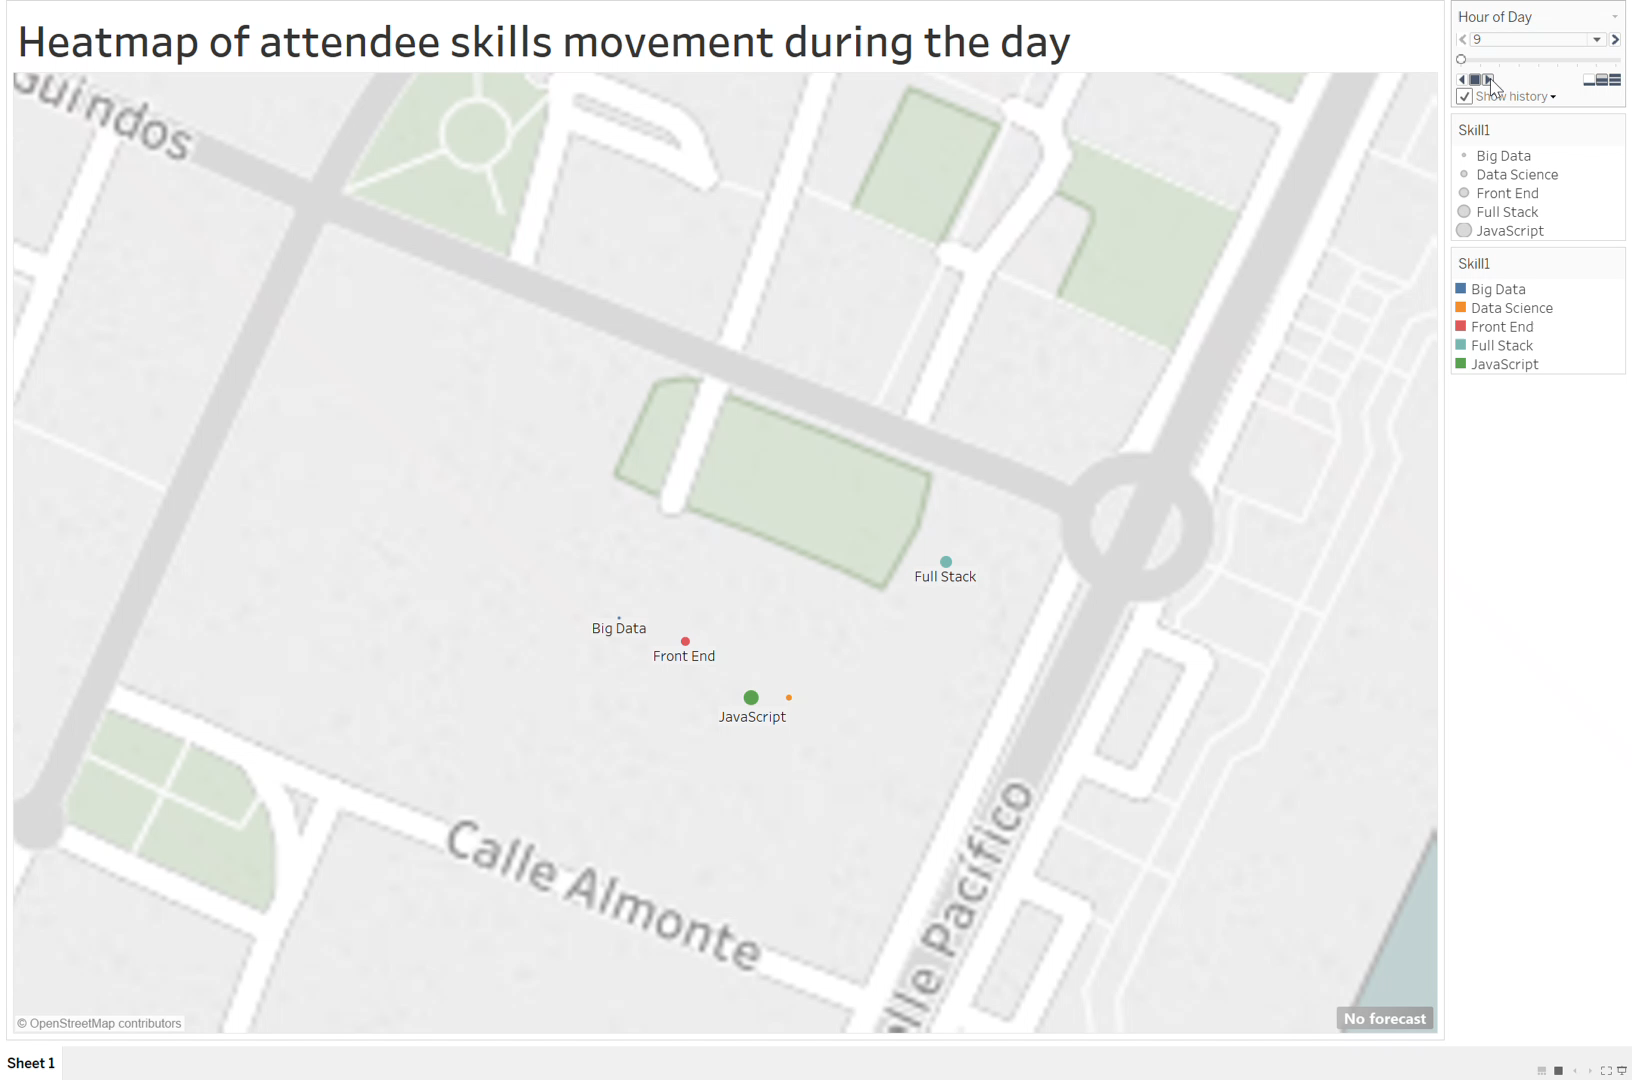 Heatmap of attendee skills movement during the day
Guindos
Full Stack
Big Data
Front End
JavaScript
Calle Almonte
lle Pacífico
© OpenStreetMap contributors
No forecast
Hour of Day
9
Show history
Skill1
Big Data
Data Science
Front End
Full Stack
JavaScript
Skill1
Big Data
Data Science
Front End
Full Stack
JavaScript
Sheet 1